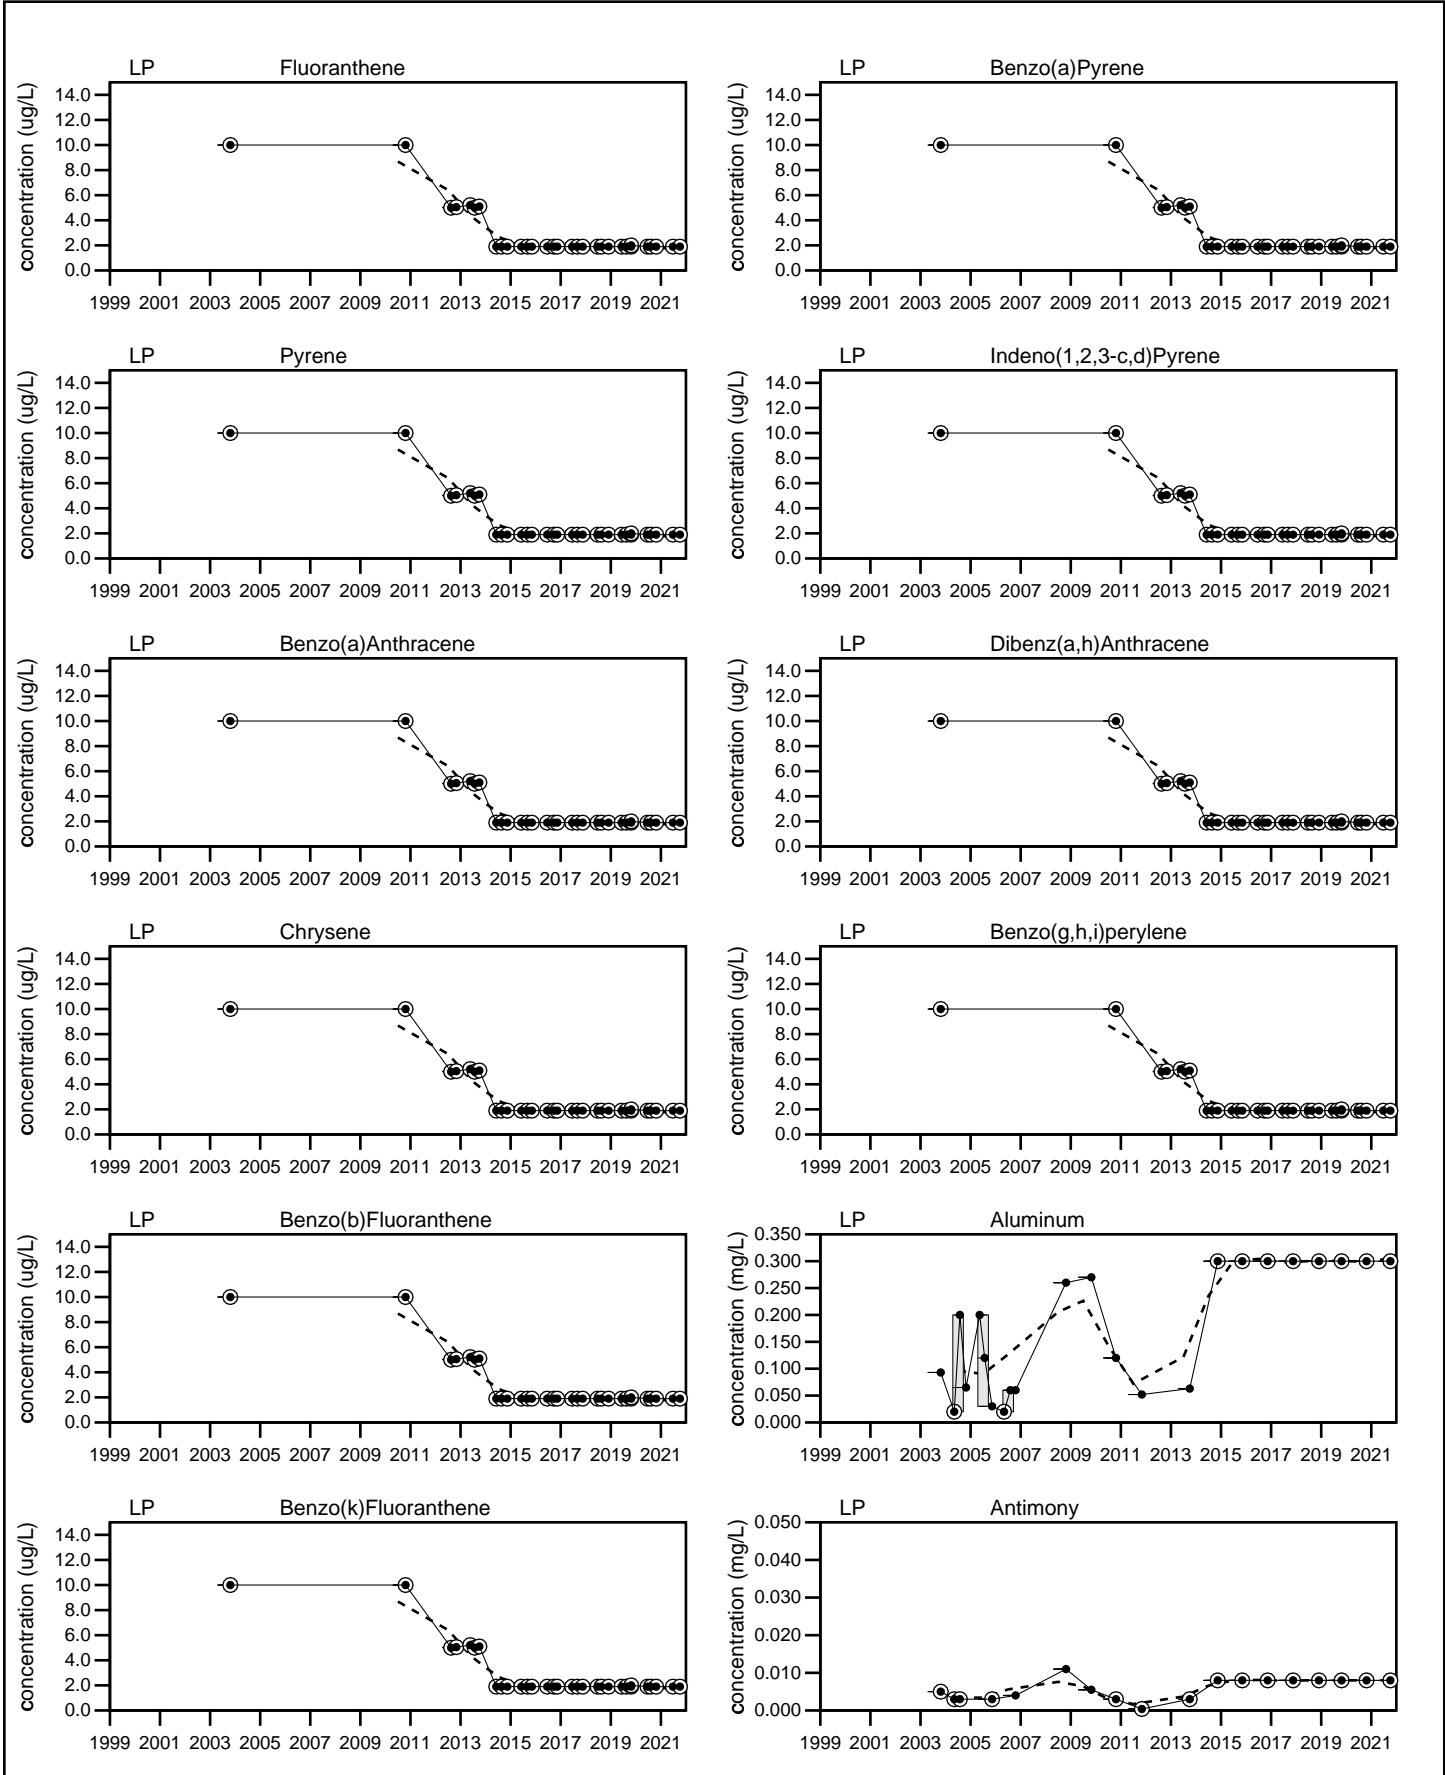 LP Fluoranthene
concentration (ug/L)
14.0
12.0
10.0
8.0
6.0
4.0
2.0
0.0
1999 2001 2003 2005 2007 2009 2011 2013 2015 2017 2019 2021
LP Benzo(a)Pyrene
concentration (ug/L)
14.0
12.0
10.0
8.0
6.0
4.0
2.0
0.0
1999 2001 2003 2005 2007 2009 2011 2013 2015 2017 2019 2021
LP Pyrene
concentration (ug/L)
14.0
12.0
10.0
8.0
6.0
4.0
2.0
0.0
1999 2001 2003 2005 2007 2009 2011 2013 2015 2017 2019 2021
LP Indeno(1,2,3-c,d)Pyrene
concentration (ug/L)
14.0
12.0
10.0
8.0
6.0
4.0
2.0
0.0
1999 2001 2003 2005 2007 2009 2011 2013 2015 2017 2019 2021
LP Benzo(a)Anthracene
concentration (ug/L)
14.0
12.0
10.0
8.0
6.0
4.0
2.0
0.0
1999 2001 2003 2005 2007 2009 2011 2013 2015 2017 2019 2021
LP Dibenz(a,h)Anthracene
concentration (ug/L)
14.0
12.0
10.0
8.0
6.0
4.0
2.0
0.0
1999 2001 2003 2005 2007 2009 2011 2013 2015 2017 2019 2021
LP Chrysene
concentration (ug/L)
14.0
12.0
10.0
8.0
6.0
4.0
2.0
0.0
1999 2001 2003 2005 2007 2009 2011 2013 2015 2017 2019 2021
LP Benzo(g,h,i)perylene
concentration (ug/L)
14.0
12.0
10.0
8.0
6.0
4.0
2.0
0.0
1999 2001 2003 2005 2007 2009 2011 2013 2015 2017 2019 2021
LP Benzo(b)Fluoranthene
concentration (ug/L)
14.0
12.0
10.0
8.0
6.0
4.0
2.0
0.0
1999 2001 2003 2005 2007 2009 2011 2013 2015 2017 2019 2021
LP Aluminum
concentration (mg/L)
0.350
0.300
0.250
0.200
0.150
0.100
0.050
0.000
1999 2001 2003 2005 2007 2009 2011 2013 2015 2017 2019 2021
LP Benzo(k)Fluoranthene
concentration (ug/L)
14.0
12.0
10.0
8.0
6.0
4.0
2.0
0.0
1999 2001 2003 2005 2007 2009 2011 2013 2015 2017 2019 2021
LP Antimony
concentration (mg/L)
0.050
0.040
0.030
0.020
0.010
0.000
1999 2001 2003 2005 2007 2009 2011 2013 2015 2017 2019 2021